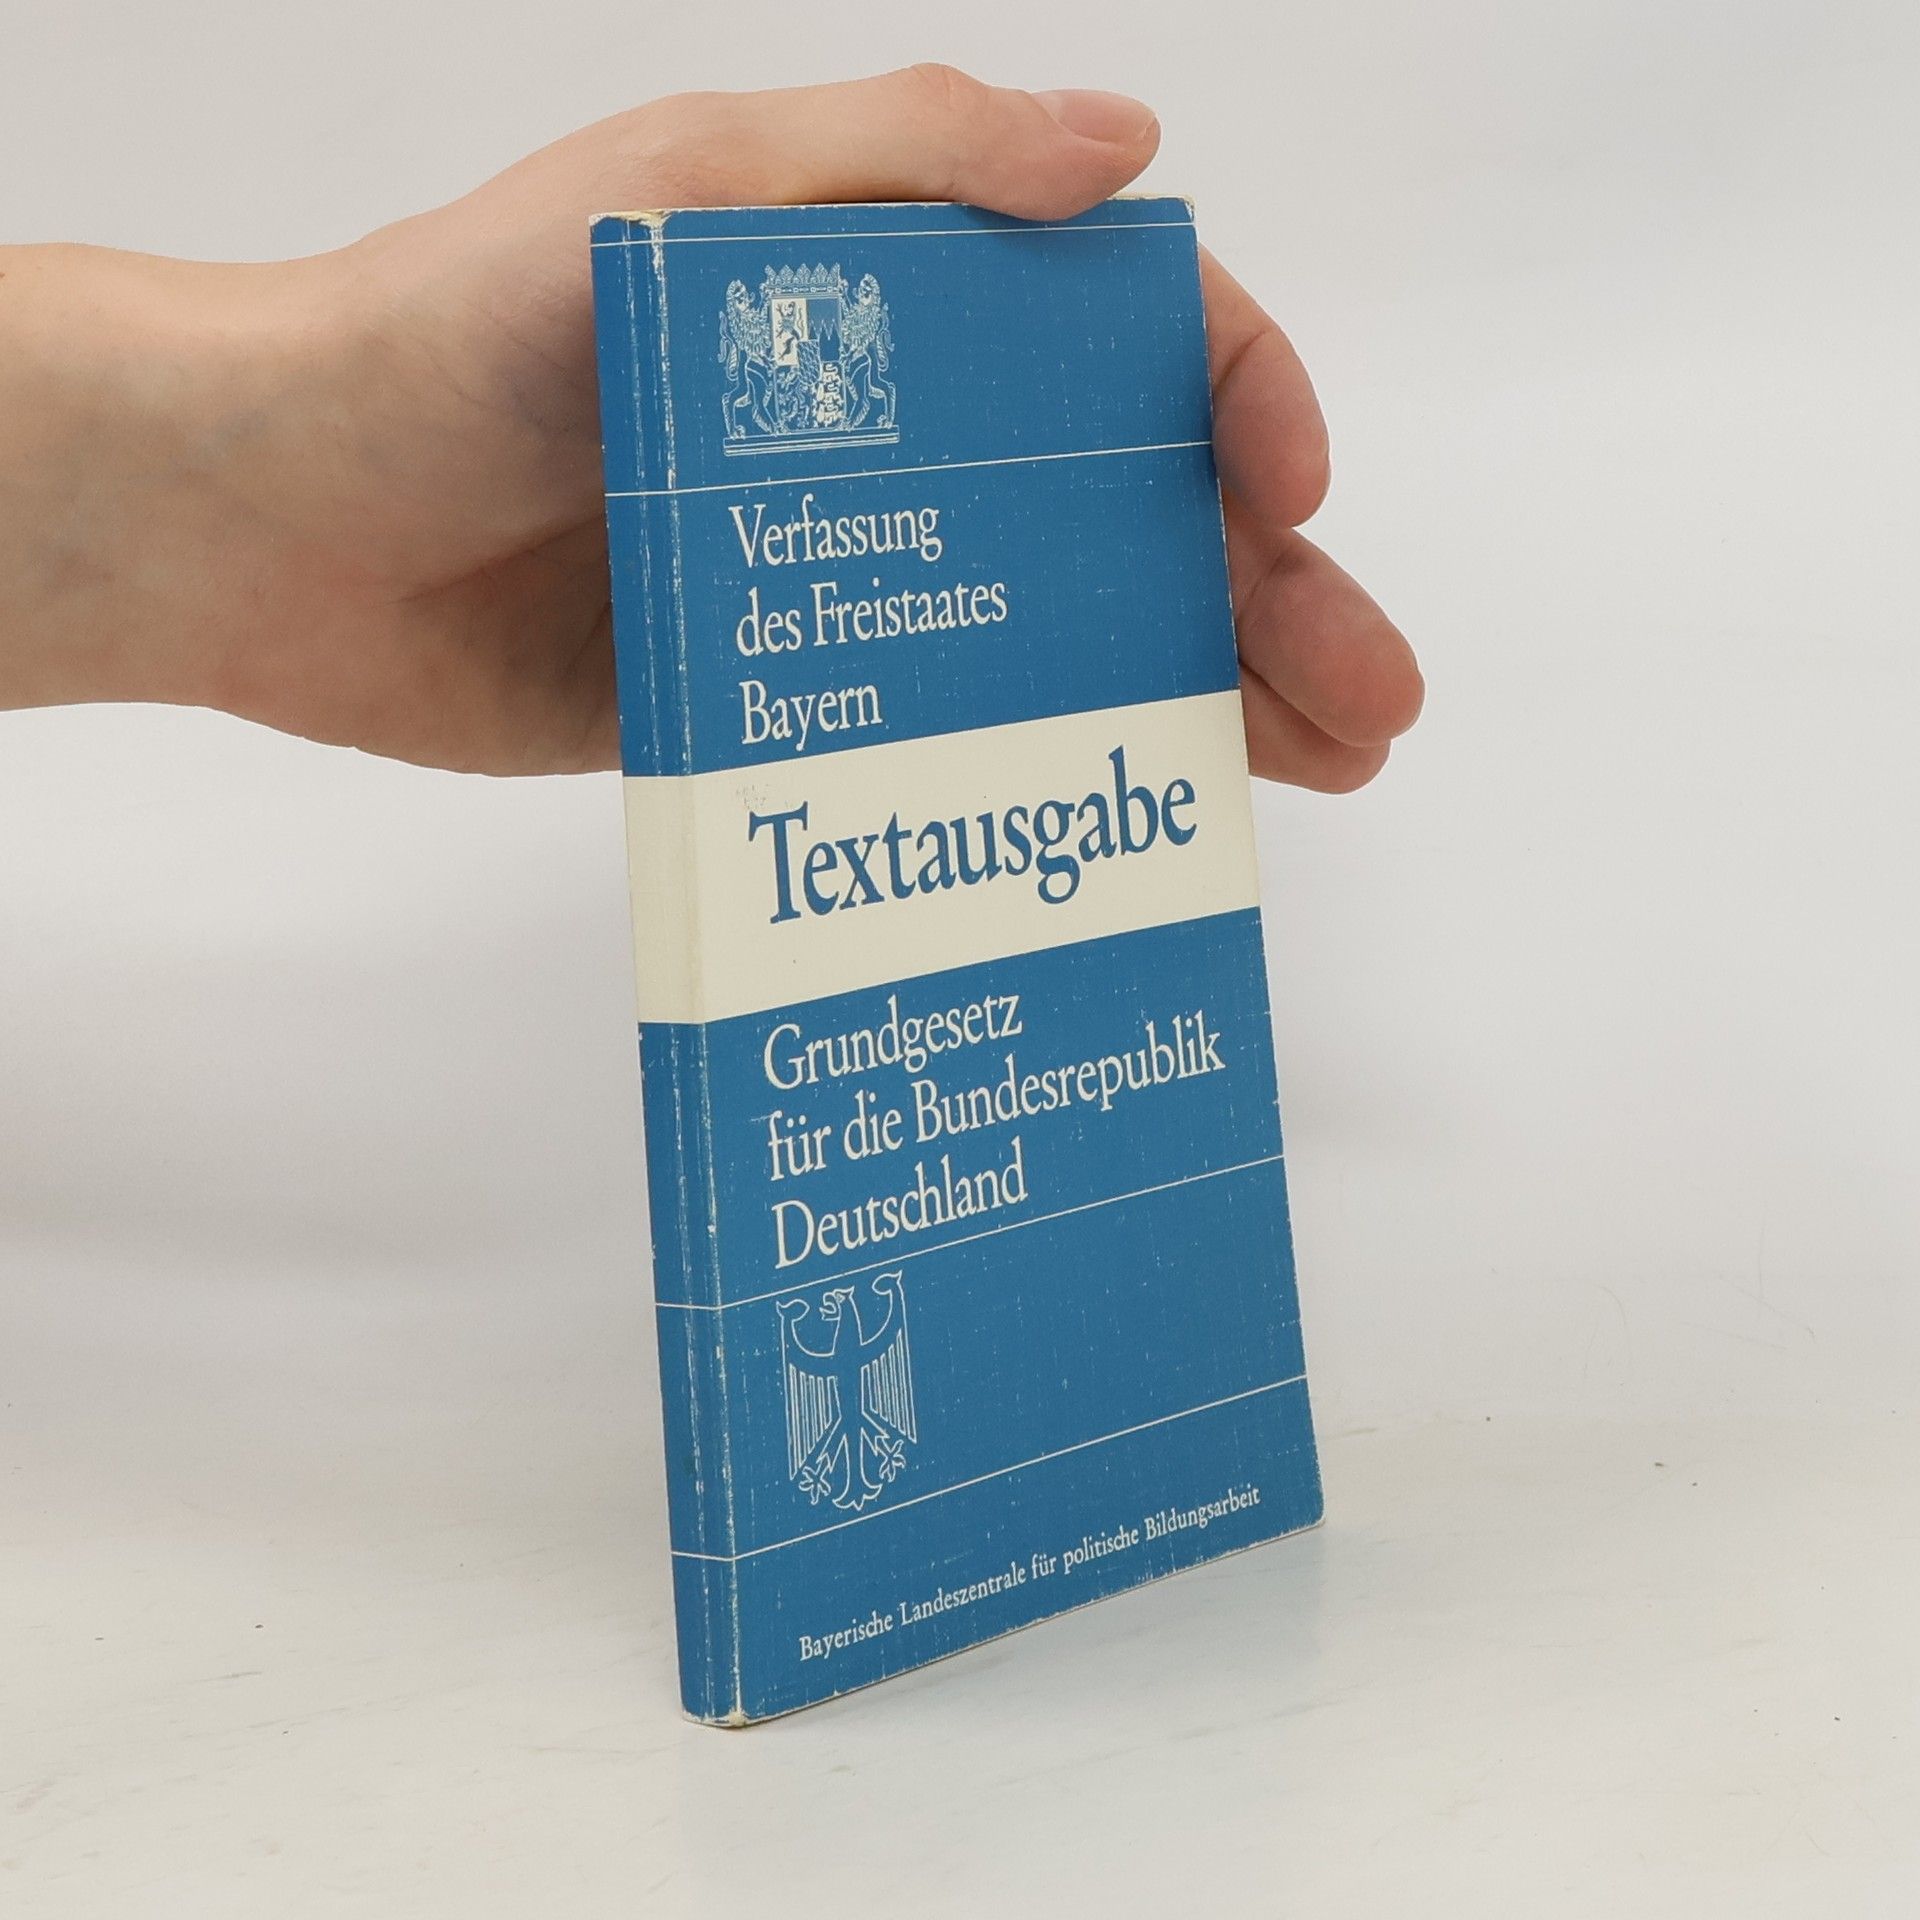 Verfassung
des Freistaates
Bayern
Textausgabe
Grundgesetz
für die Bundesrepublik
Deutschland
Bayerische Landeszentrale für politische Bildungsarbeit